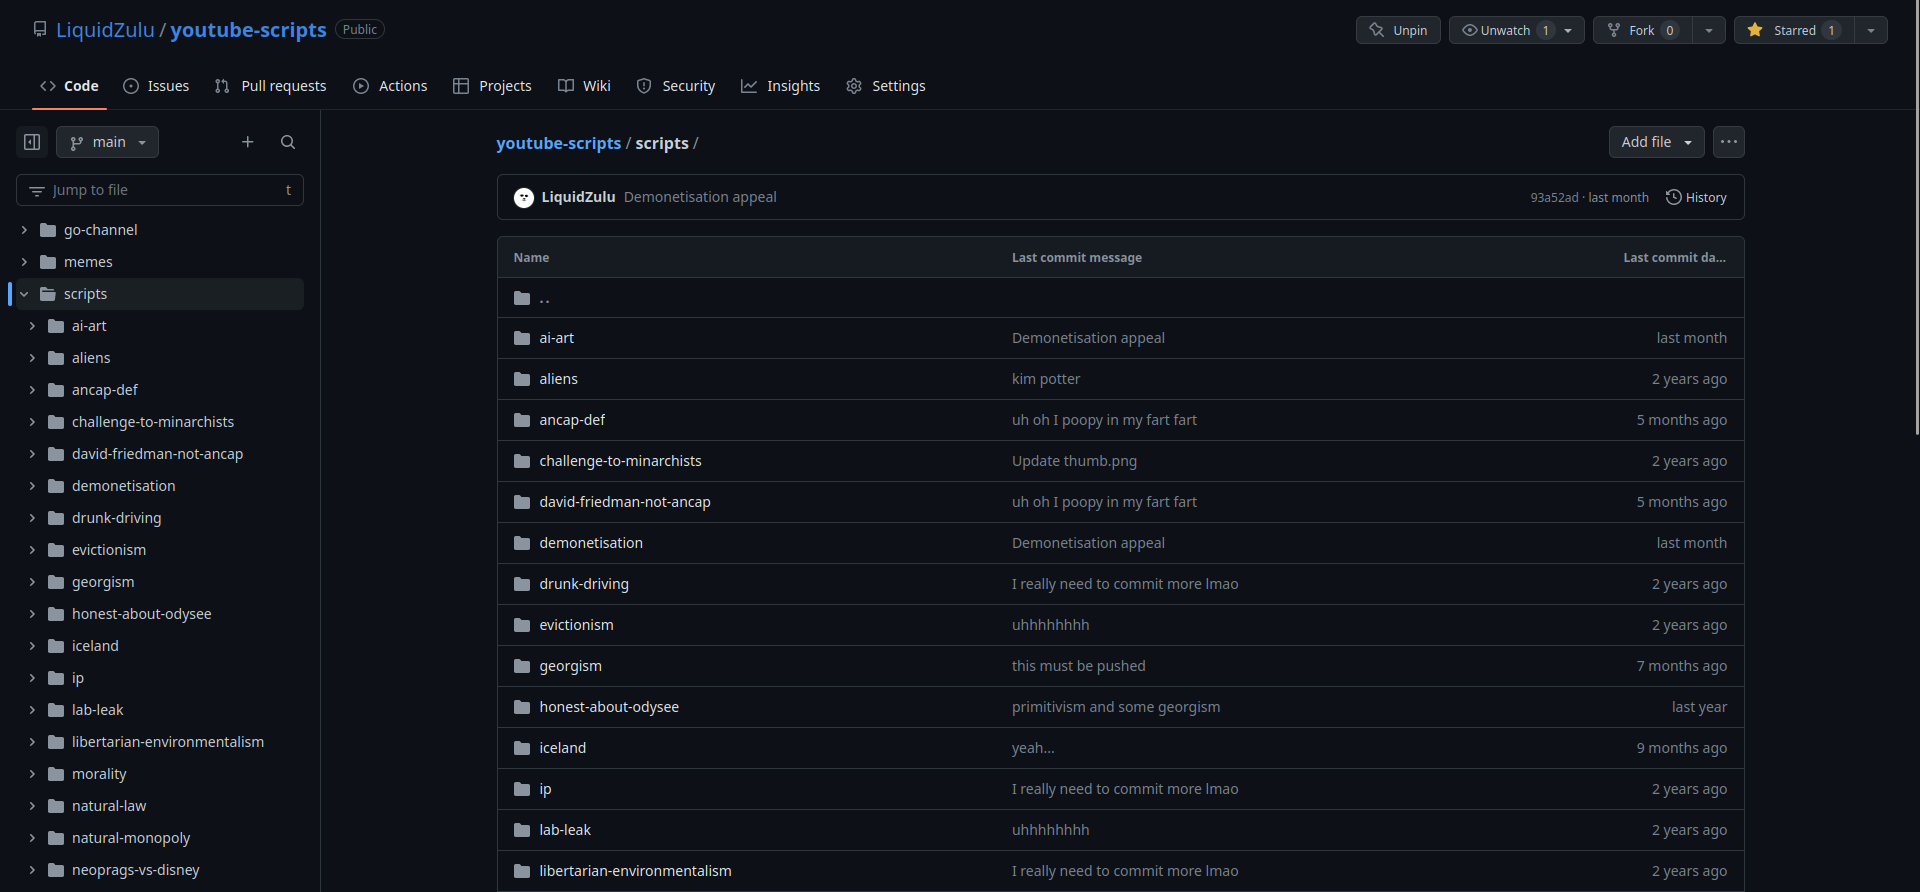 LiquidZulu / youtube-scripts Public Unpin Unwatch 1 Fork 0 Starred 1
Code Issues Pull requests Actions Projects Wiki Security Insights Settings
main
Jump to file t
go-channel
memes
scripts
ai-art
aliens
ancap-def
challenge-to-minarchists
david-friedman-not-ancap
demonetisation
drunk-driving
evictionism
georgism
honest-about-odysee
iceland
ip
lab-leak
libertarian-environmentalism
morality
natural-law
natural-monopoly
neoprags-vs-disney
youtube-scripts / scripts / Add file ...
LiquidZulu Demonetisation appeal 93a52ad · last month History
Name Last commit message Last commit da...
..
ai-art Demonetisation appeal last month
aliens kim potter 2 years ago
ancap-def uh oh I poopy in my fart fart 5 months ago
challenge-to-minarchists Update thumb.png 2 years ago
david-friedman-not-ancap uh oh I poopy in my fart fart 5 months ago
demonetisation Demonetisation appeal last month
drunk-driving I really need to commit more lmao 2 years ago
evictionism uhhhhhhhh 2 years ago
georgism this must be pushed 7 months ago
honest-about-odysee primitivism and some georgism last year
iceland yeah... 9 months ago
ip I really need to commit more lmao 2 years ago
lab-leak uhhhhhhhh 2 years ago
libertarian-environmentalism I really need to commit more lmao 2 years ago